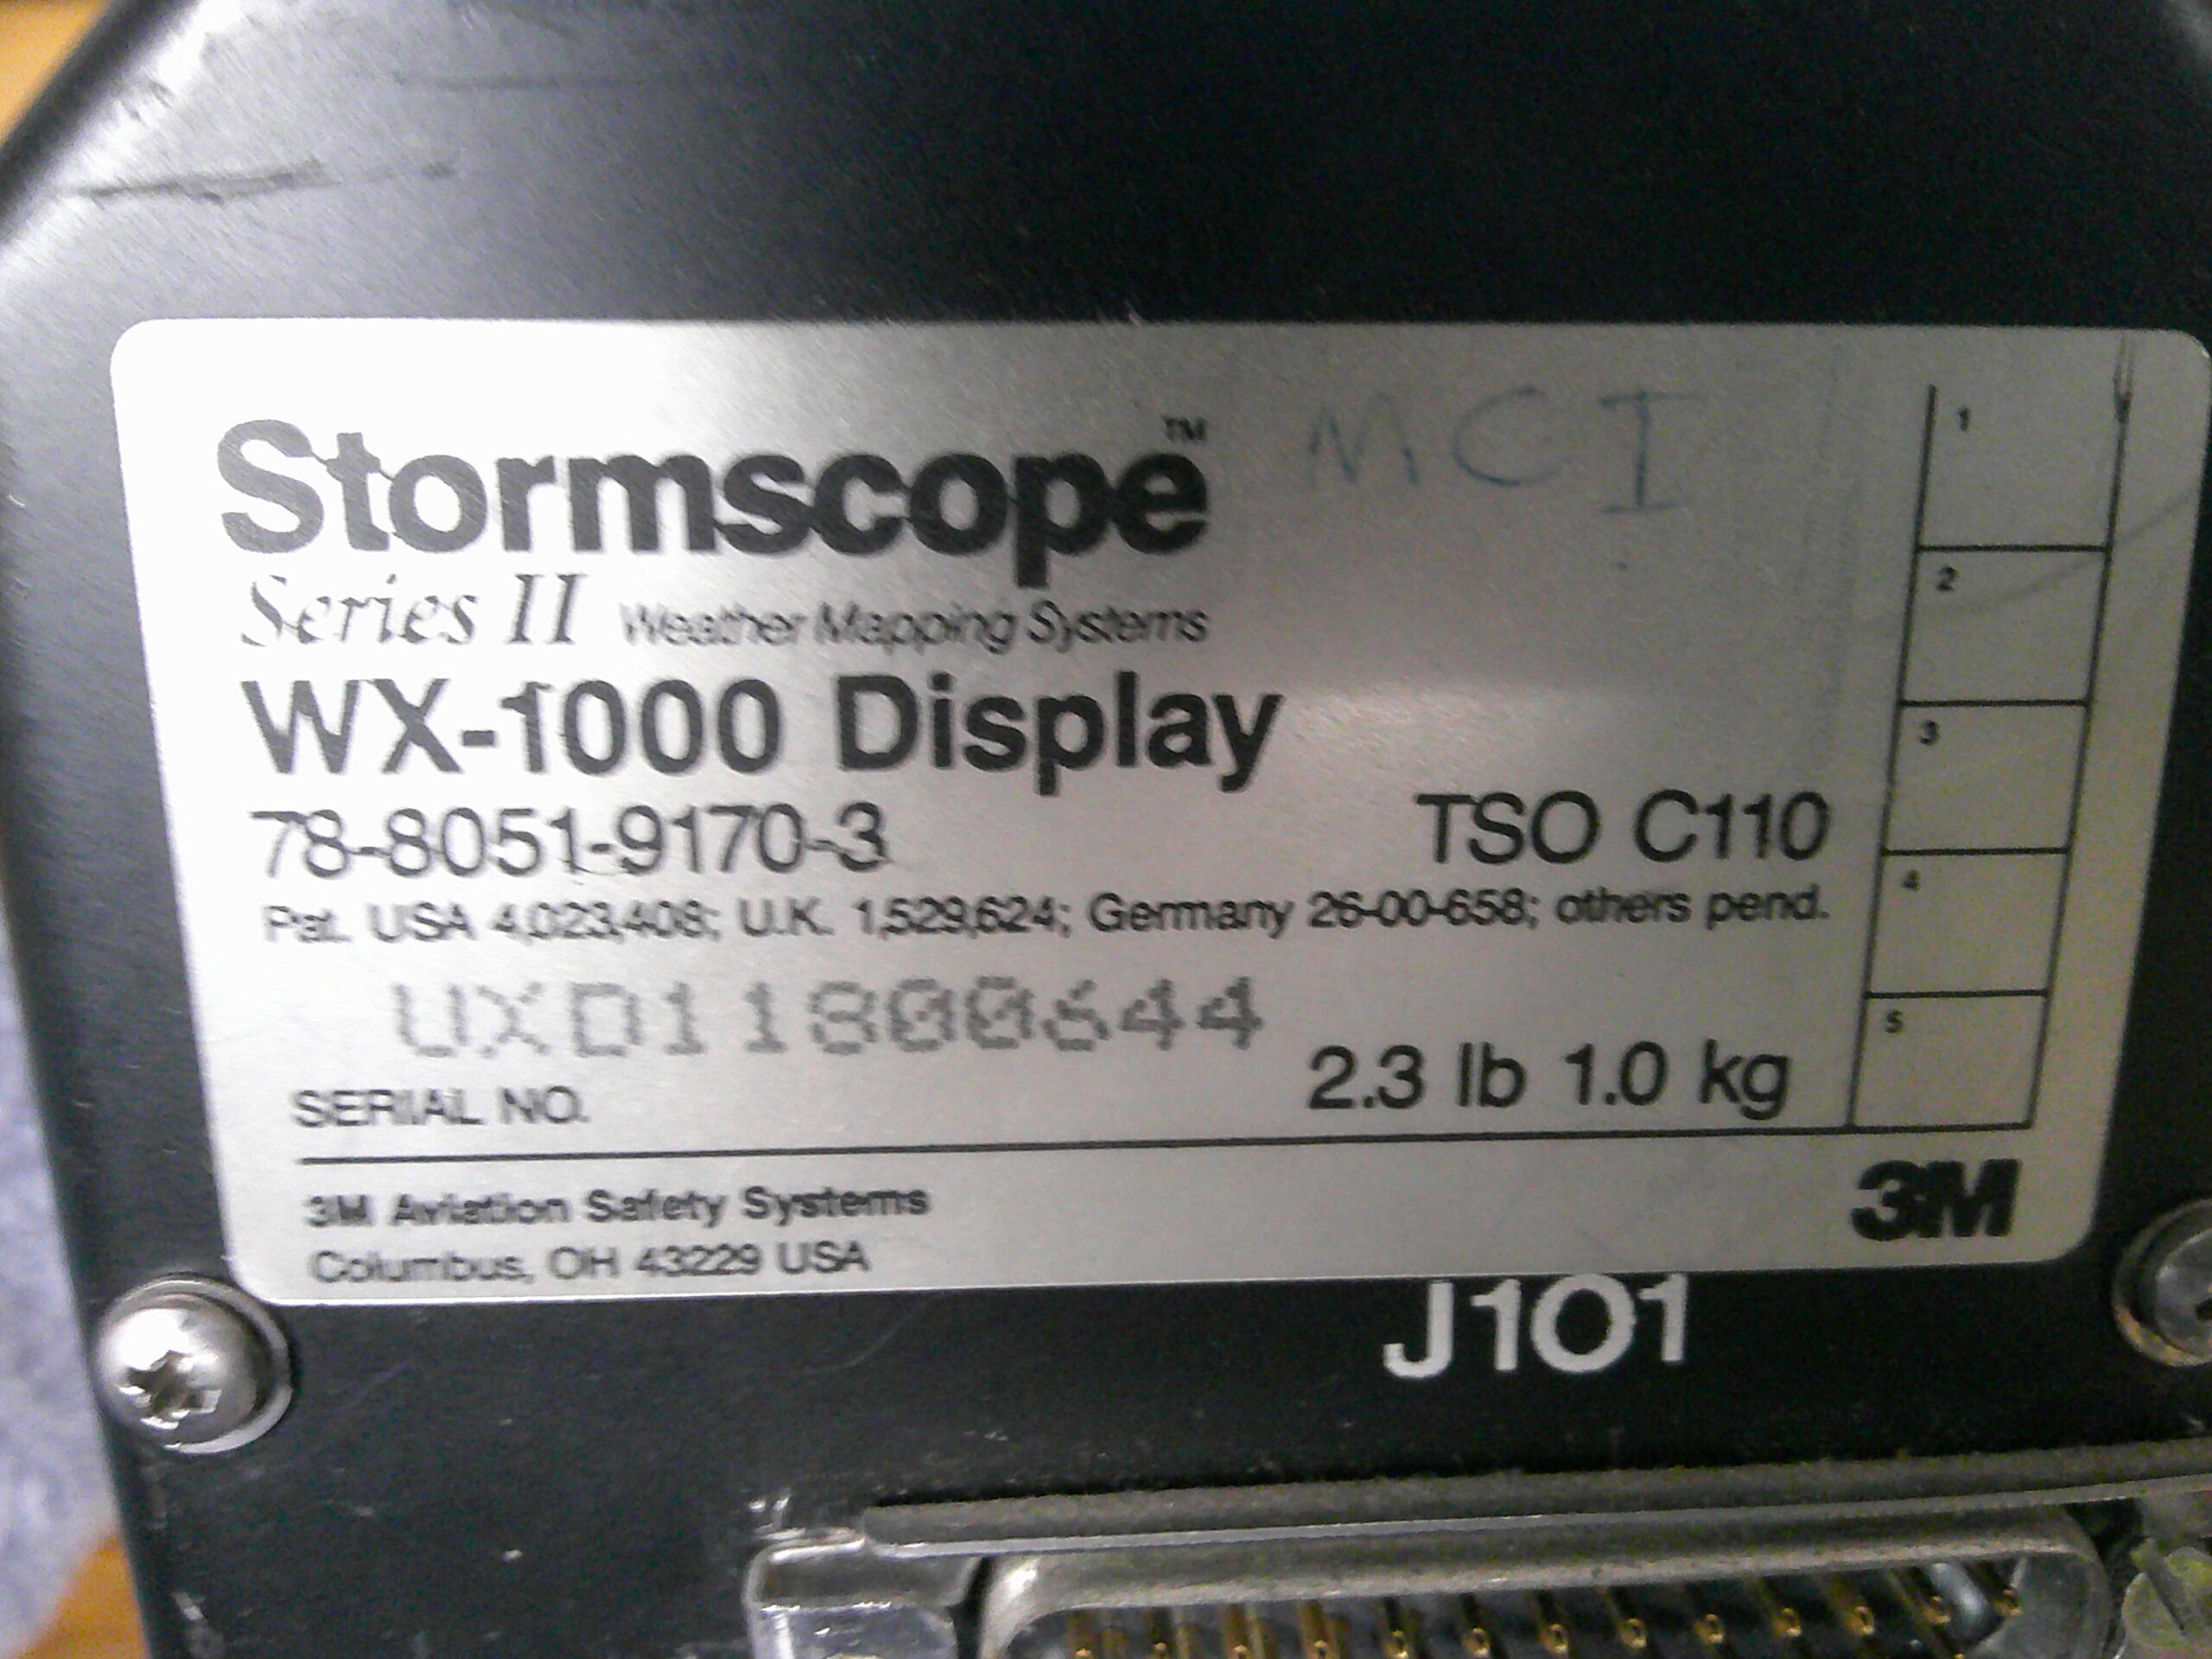 Stormscope™ MCI
Series II Weather Mapping Systems
WX-1000 Display
78-8051-9170-3 TSO C110
Pat. USA 4,023,408; U.K. 1,529,624; Germany 26-00-658; others pend.
UXD11800644
SERIAL NO. 2.3 lb 1.0 kg
1
2
3
4
5
3M Aviation Safety Systems
Columbus, OH 43229 USA
3M
J101